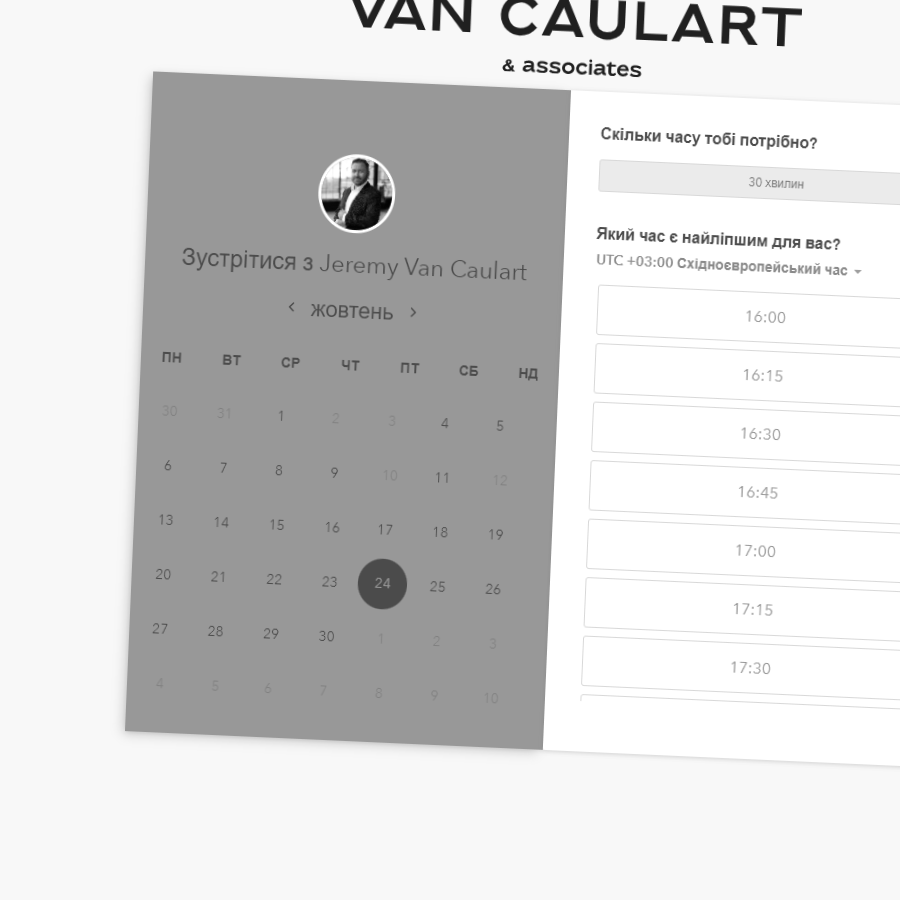 VAN CAULART
& associates
Зустрітися з Jeremy Van Caulart
жовтень
ПН ВТ СР ЧТ ПТ СБ НД
30 31 1 2 3 4 5
6 7 8 9 10 11 12
13 14 15 16 17 18 19
20 21 22 23 24 25 26
27 28 29 30 1 2 3
4 5 6 7 8 9 10
Скільки часу тобі потрібно?
30 хвилин
Який час є найліпшим для вас?
UTC +03:00 Східноєвропейський час
16:00
16:15
16:30
16:45
17:00
17:15
17:30